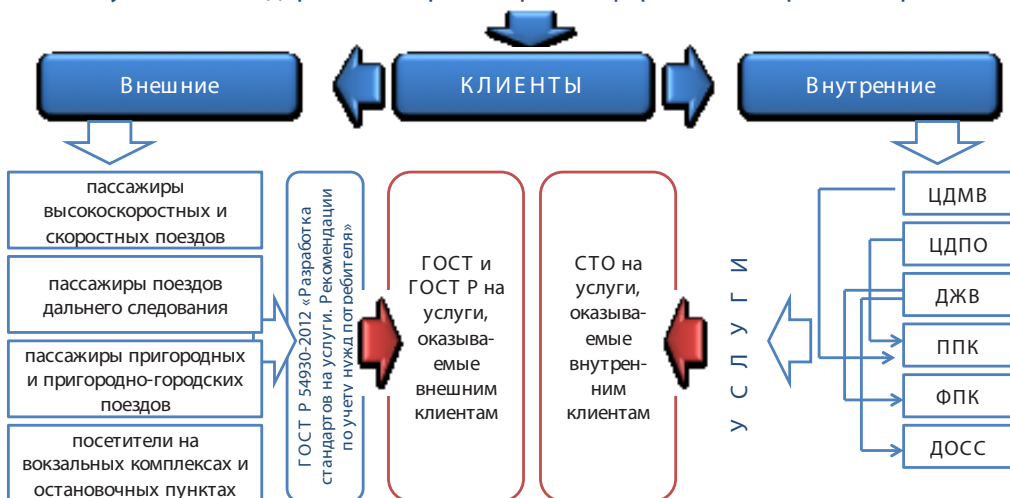 Внешние
КЛИЕНТЫ
Внутренние
пассажиры
высокоскоростных и
скоростных поездов
пассажиры поездов
дальнего следования
пассажиры пригородных
и пригородно-городских
поездов
посетители на
вокзальных комплексах и
остановочных пунктах
ГОСТ Р 54930-2012 «Разработка
стандартов на услуги. Рекомендации
по учету нужд потребителя»
ГОСТ и
ГОСТ Р на
услуги,
оказыва-
емые
внешним
клиентам
СТО на
услуги,
оказыва-
емые
внутрен-
ним
клиентам
УСЛУГИ
ЦДМВ
ЦДПО
ДЖВ
ППК
ФПК
ДОСС